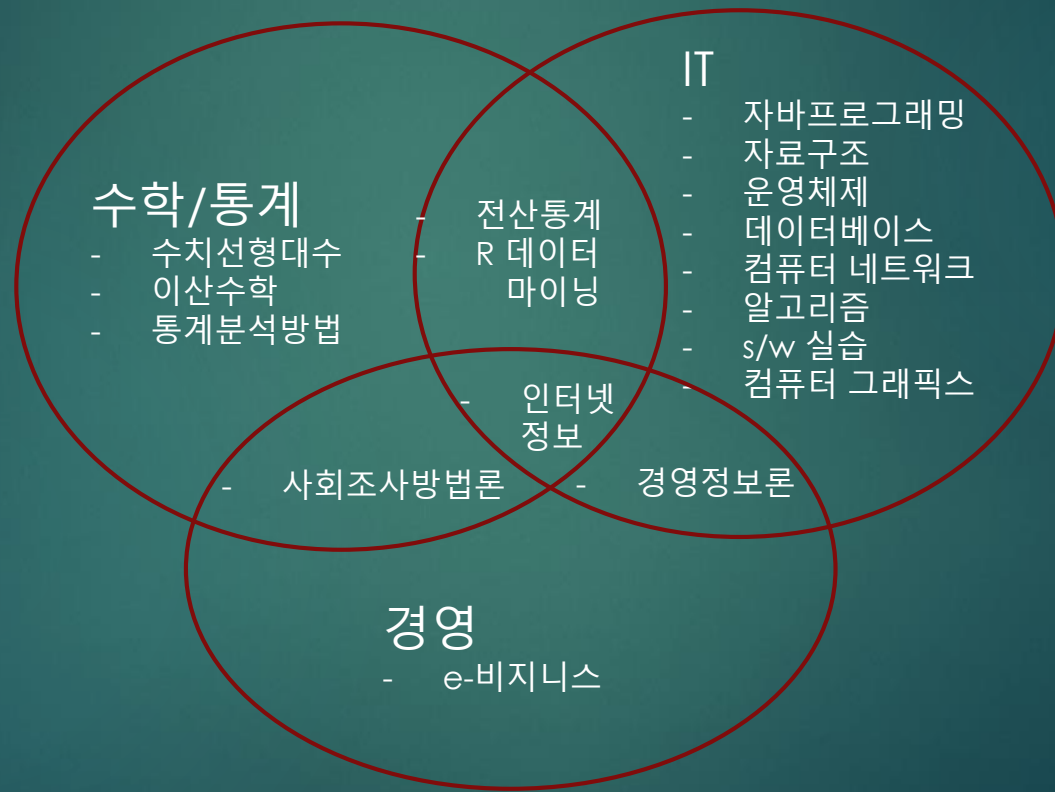 IT
- 자바프로그래밍
- 자료구조
- 운영체제
- 데이터베이스
- 컴퓨터 네트워크
- 알고리즘
- s/w 실습
- 컴퓨터 그래픽스
수학/통계
- 수치선형대수
- 이산수학
- 통계분석방법
- 전산통계
- R 데이터
마이닝
- 인터넷
정보
- 사회조사방법론
- 경영정보론
경영
- e-비지니스